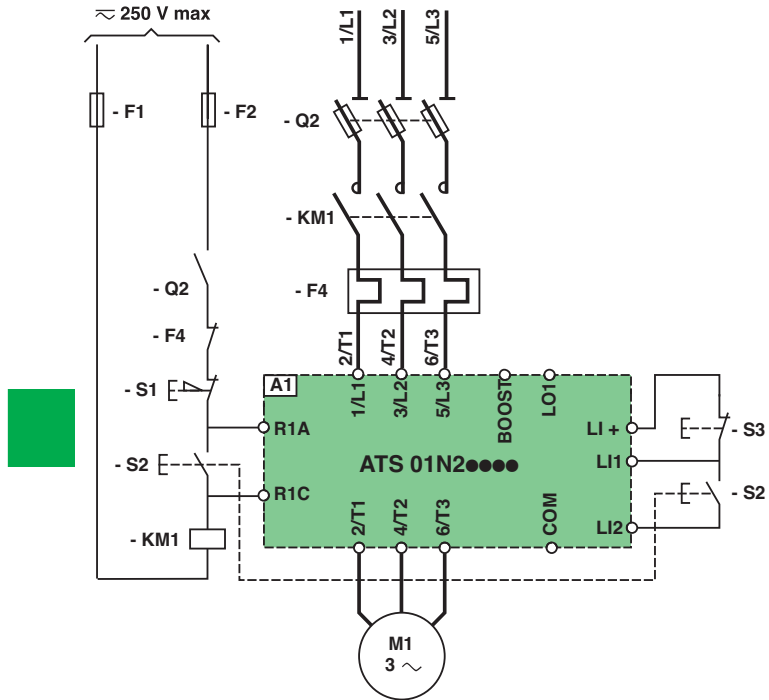 ⩦ 250 V max
1/L1
3/L2
5/L3
- F1
- F2
- Q2
- KM1
- Q2
- F4
- F4
2/T1
4/T2
6/T3
- S1
A1
1/L1
3/L2
5/L3
BOOST
LO1
R1A
LI +
- S3
- S2
ATS 01N2●●●●
LI1
R1C
- S2
- KM1
2/T1
4/T2
6/T3
COM
LI2
M1
3 ~